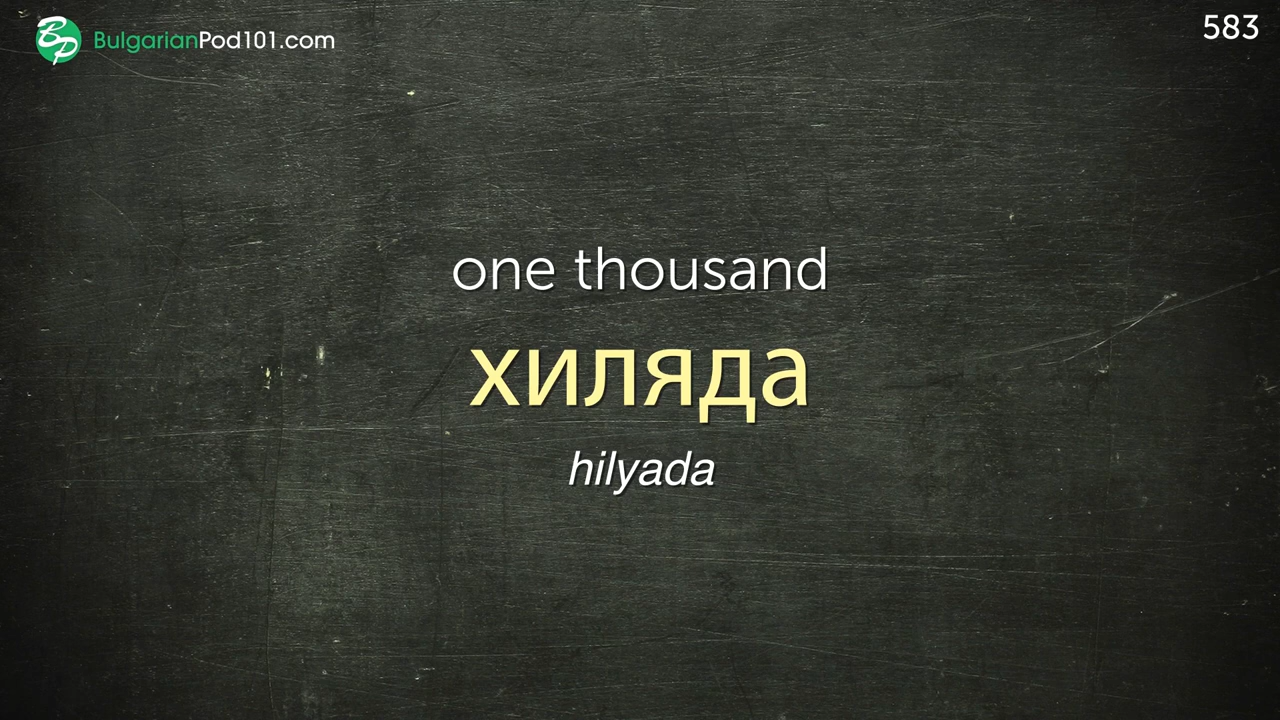 BulgarianPod101.com
583
one thousand
хиляда
hilyada